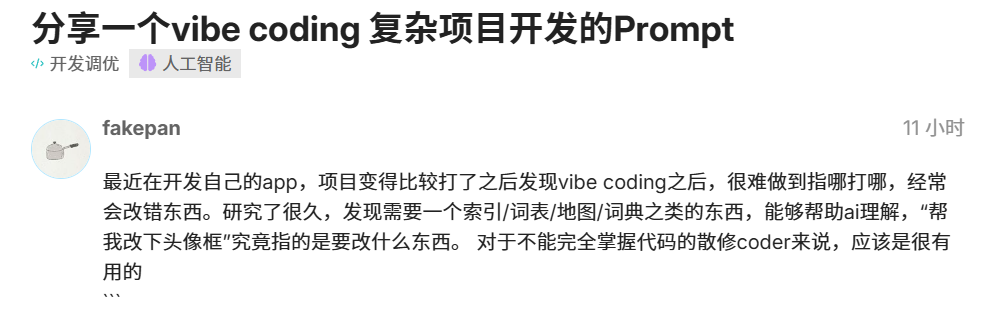 分享一个vibe coding 复杂项目开发的Prompt
开发调优 人工智能
fakepan 11 小时
最近在开发自己的app，项目变得比较打了之后发现vibe coding之后，很难做到指哪打哪，经常
会改错东西。研究了很久，发现需要一个索引/词表/地图/词典之类的东西，能够帮助ai理解，“帮
我改下头像框”究竟指的是要改什么东西。 对于不能完全掌握代码的散修coder来说，应该是很有
用的